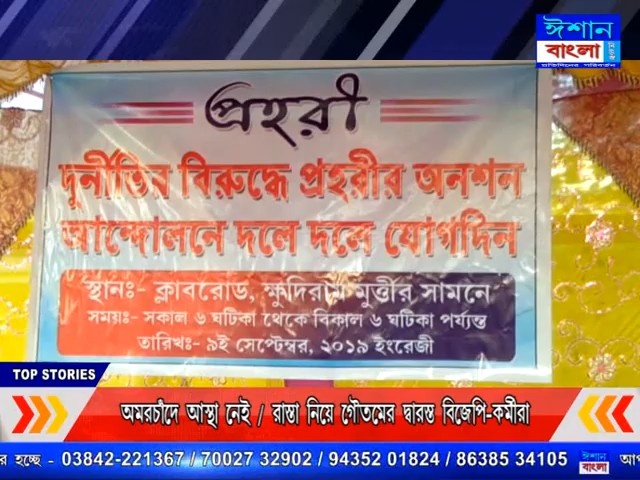 ঈশান
বাংলা
প্রহরী
দুর্নীতির বিরুদ্ধে প্রহরীর অনশন
আন্দোলনে দলে দলে যোগদিন
স্থানঃ- ক্লাবরোড, ক্ষুদিরাম মুর্ত্তীর সামনে
সময়ঃ- সকাল ৬ ঘটিকা থেকে বিকাল ৬ ঘটিকা পর্য্যন্ত
তারিখঃ- ৯ই সেপ্টেম্বর, ২০১৯ ইংরেজী
TOP STORIES
অমরচাঁদে আস্থা নেই / রাস্তা নিয়ে গৌতমের দ্বারস্ত বিজেপি-কর্মীরা
র হচ্ছে - 03842-221367 / 70027 32902 / 94352 01824 / 86385 34105 ঈশান বাংলা আপ